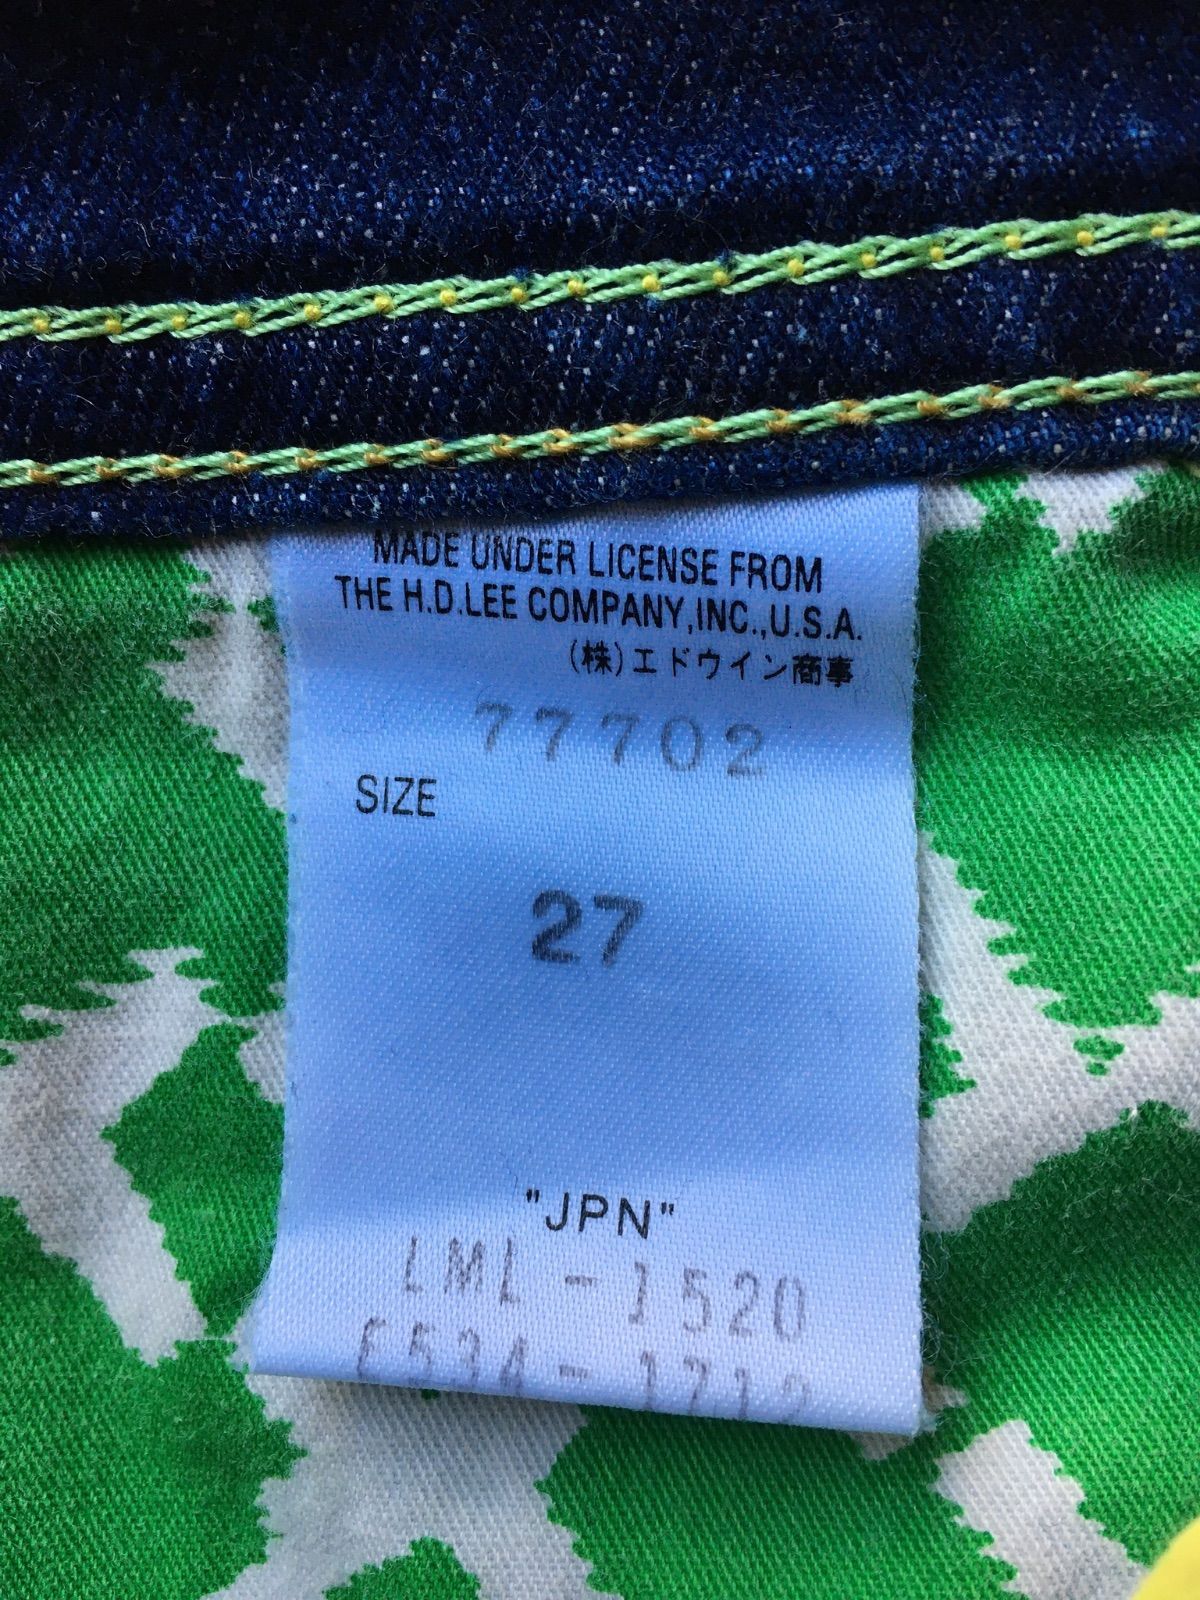 MADE UNDER LICENSE FROM
THE H.D.LEE COMPANY,INC.,U.S.A.
(株)エドウイン商事
77702
SIZE
27
"JPN"
LML-1520